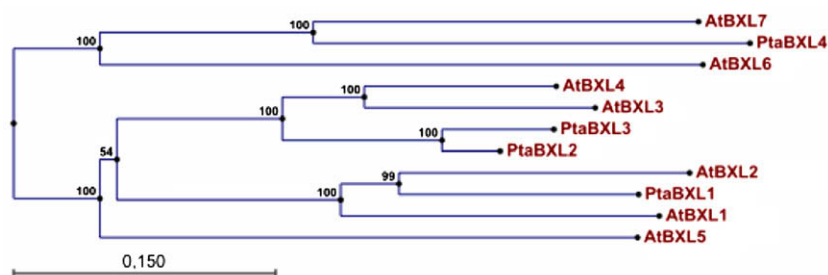 100
100
AtBXL7
PtaBXL4
AtBXL6
100
100
AtBXL4
AtBXL3
100
PtaBXL3
PtaBXL2
54
100
100
99
AtBXL2
PtaBXL1
AtBXL1
AtBXL5
0,150